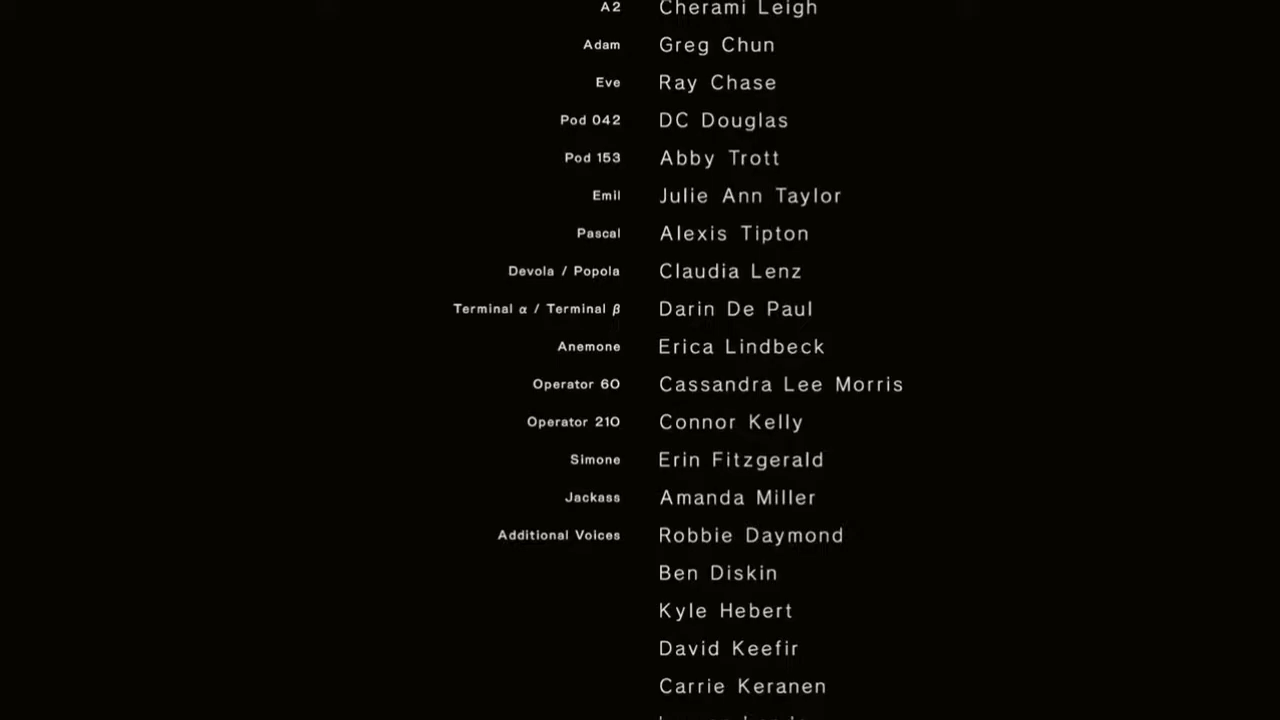 A2 Cherami Leigh
Adam Greg Chun
Eve Ray Chase
Pod 042 DC Douglas
Pod 153 Abby Trott
Emil Julie Ann Taylor
Pascal Alexis Tipton
Devola / Popola Claudia Lenz
Terminal α / Terminal β Darin De Paul
Anemone Erica Lindbeck
Operator 6O Cassandra Lee Morris
Operator 21O Connor Kelly
Simone Erin Fitzgerald
Jackass Amanda Miller
Additional Voices Robbie Daymond
Ben Diskin
Kyle Hebert
David Keefir
Carrie Keranen